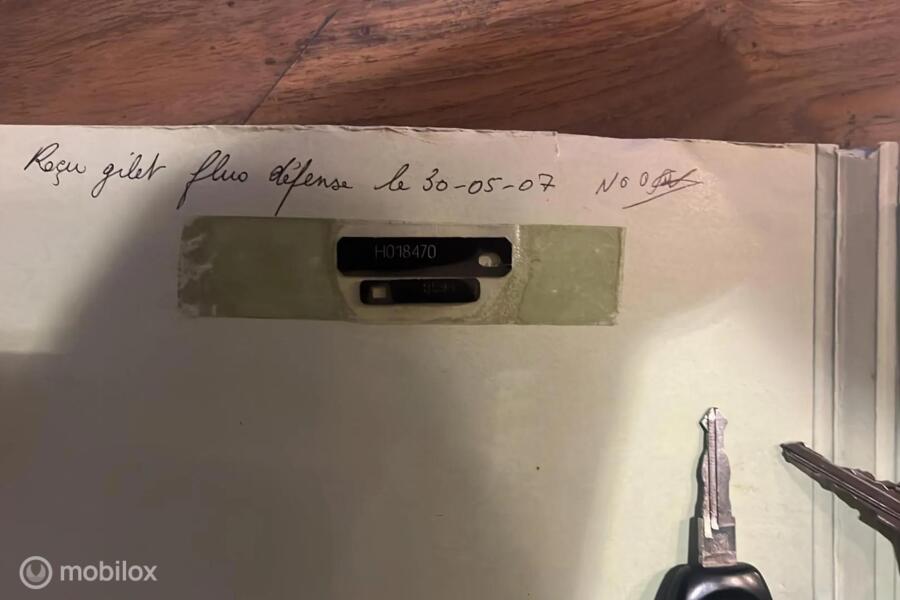 Reçu gilet fluo défense le 30-05-07
H018470
mobilox